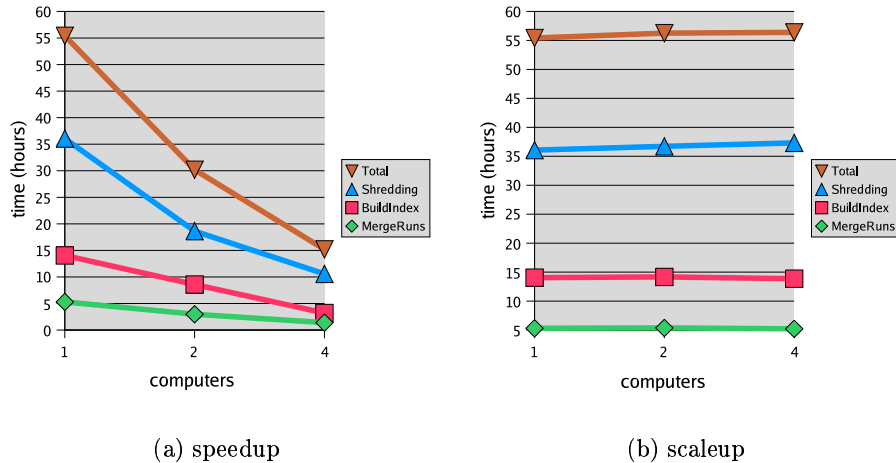 60
55
50
45
40
35
30
25
20
15
10
5
0
time (hours)
1 2 4
computers
Total
Shredding
BuildIndex
MergeRuns
(a) speedup
60
55
50
45
40
35
30
25
20
15
10
5
time (hours)
1 2 4
computers
Total
Shredding
BuildIndex
MergeRuns
(b) scaleup